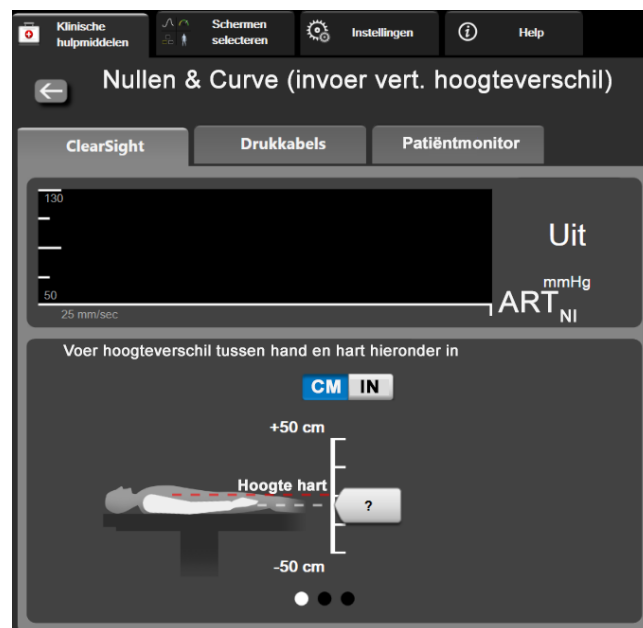 Klinische
hulpmiddelen
Schermen
selecteren
Instellingen
Help
Nullen & Curve (invoer vert. hoogteverschil)
ClearSight
Drukkabels
Patiëntmonitor
130
50
25 mm/sec
Uit
mmHg
ART NI
Voer hoogteverschil tussen hand en hart hieronder in
CM IN
+50 cm
Hoogte hart
?
-50 cm